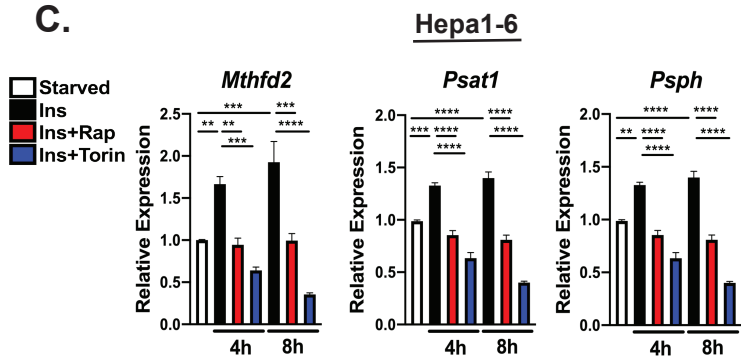 C.
Hepa1-6
Starved
Ins
Ins+Rap
Ins+Torin
Mthfd2
Relative Expression
2.5
2.0
1.5
1.0
0.5
0.0
***
***
**
**
****
***
4h
8h
Psat1
Relative Expression
2.0
1.5
1.0
0.5
0.0
****
****
***
****
****
****
4h
8h
Psph
Relative Expression
2.0
1.5
1.0
0.5
0.0
****
****
**
****
****
****
4h
8h